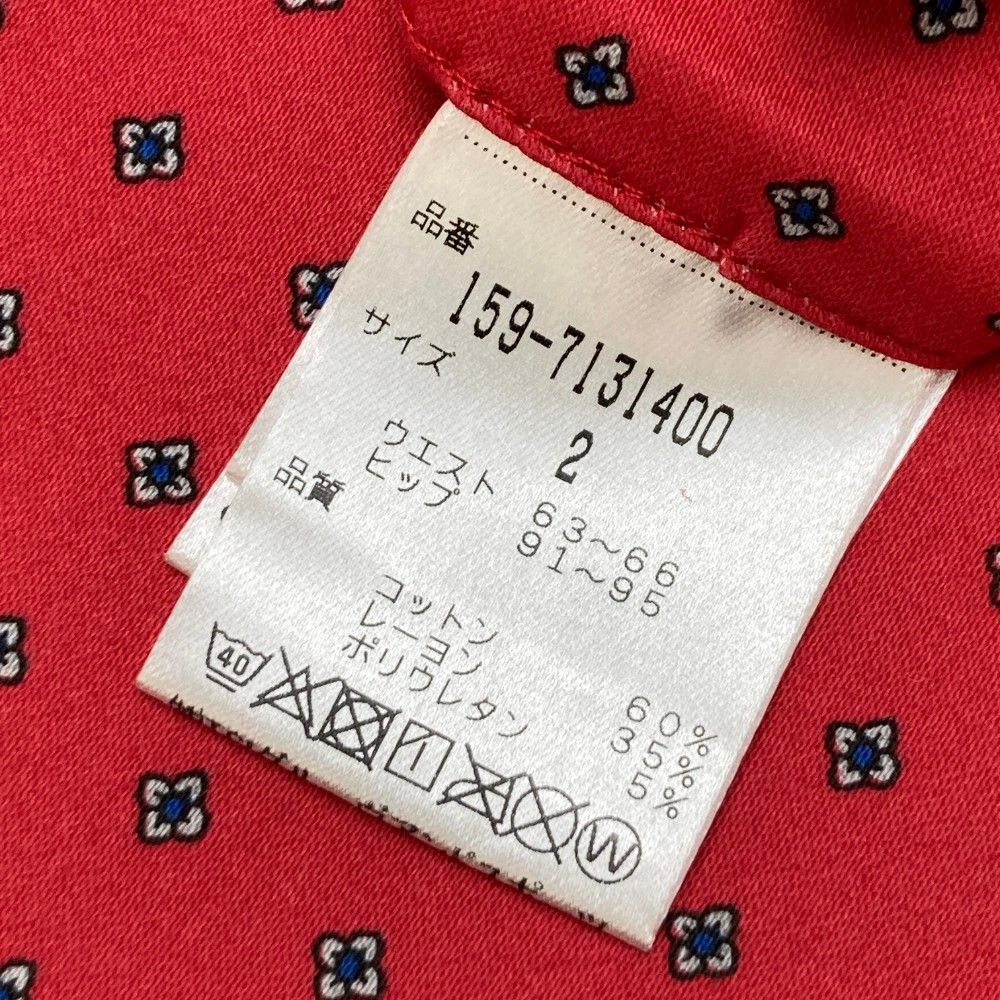 品番
159-7131400
サイズ
2
ウエスト 63～66
ヒップ 91～95
品質
コットン 60%
レーヨン 35%
ポリウレタン 5%
40
W